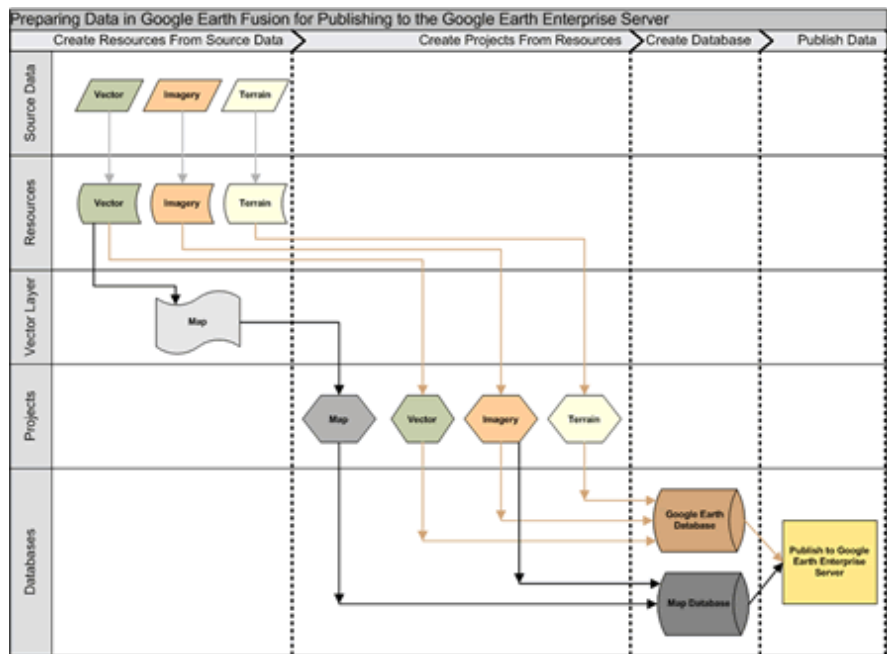 Preparing Data in Google Earth Fusion for Publishing to the Google Earth Enterprise Server
Create Resources From Source Data
Create Projects From Resources
Create Database
Publish Data
Source Data
Vector
Imagery
Terrain
Resources
Vector
Imagery
Terrain
Vector Layer
Map
Projects
Map
Vector
Imagery
Terrain
Databases
Google Earth
Database
Map Database
Publish to Google
Earth Enterprise
Server